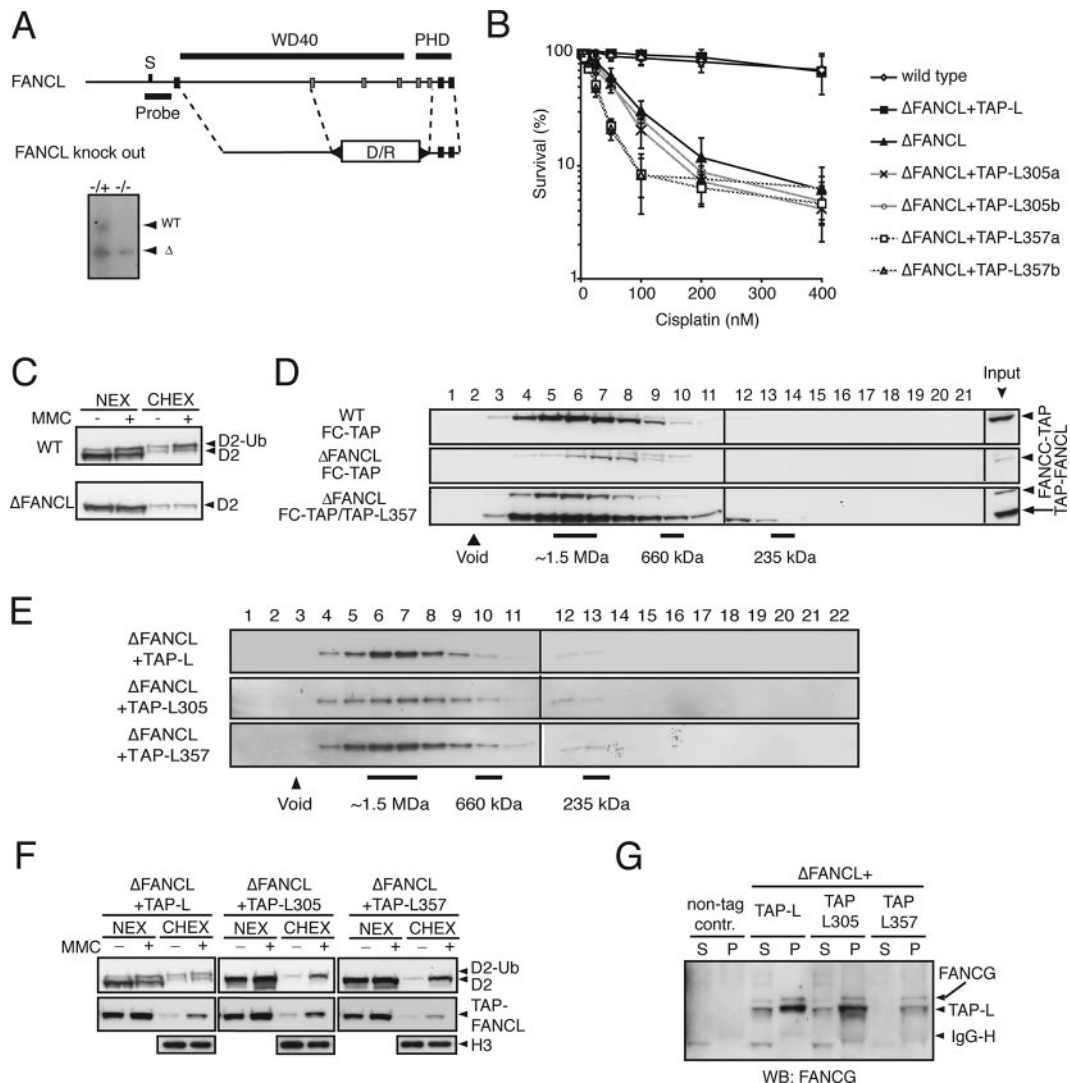 A
WD40
PHD
S
FANCL
Probe
FANCL knock out
D/R
-/+ -/-
WT
Δ
B
100
10
1
Survival (%)
0 100 200 300 400
Cisplatin (nM)
wild type
ΔFANCL+TAP-L
ΔFANCL
ΔFANCL+TAP-L305a
ΔFANCL+TAP-L305b
ΔFANCL+TAP-L357a
ΔFANCL+TAP-L357b
C
NEX CHEX
MMC - + - +
WT
D2-Ub
D2
ΔFANCL
D2
D
1 2 3 4 5 6 7 8 9 10 11 12 13 14 15 16 17 18 19 20 21
Input
WT
FC-TAP
ΔFANCL
FC-TAP
ΔFANCL
FC-TAP/TAP-L357
FANCC-TAP
TAP-FANCL
Void
~1.5 MDa
660 kDa
235 kDa
E
1 2 3 4 5 6 7 8 9 10 11 12 13 14 15 16 17 18 19 20 21 22
ΔFANCL
+TAP-L
ΔFANCL
+TAP-L305
ΔFANCL
+TAP-L357
Void
~1.5 MDa
660 kDa
235 kDa
F
ΔFANCL
+TAP-L
ΔFANCL
+TAP-L305
ΔFANCL
+TAP-L357
NEX CHEX NEX CHEX NEX CHEX
MMC – + – + – + – + – + – +
D2-Ub
D2
TAP-
FANCL
H3
G
ΔFANCL+
non-tag
contr.
TAP-L
TAP
L305
TAP
L357
S P S P S P S P
FANCG
TAP-L
IgG-H
WB: FANCG